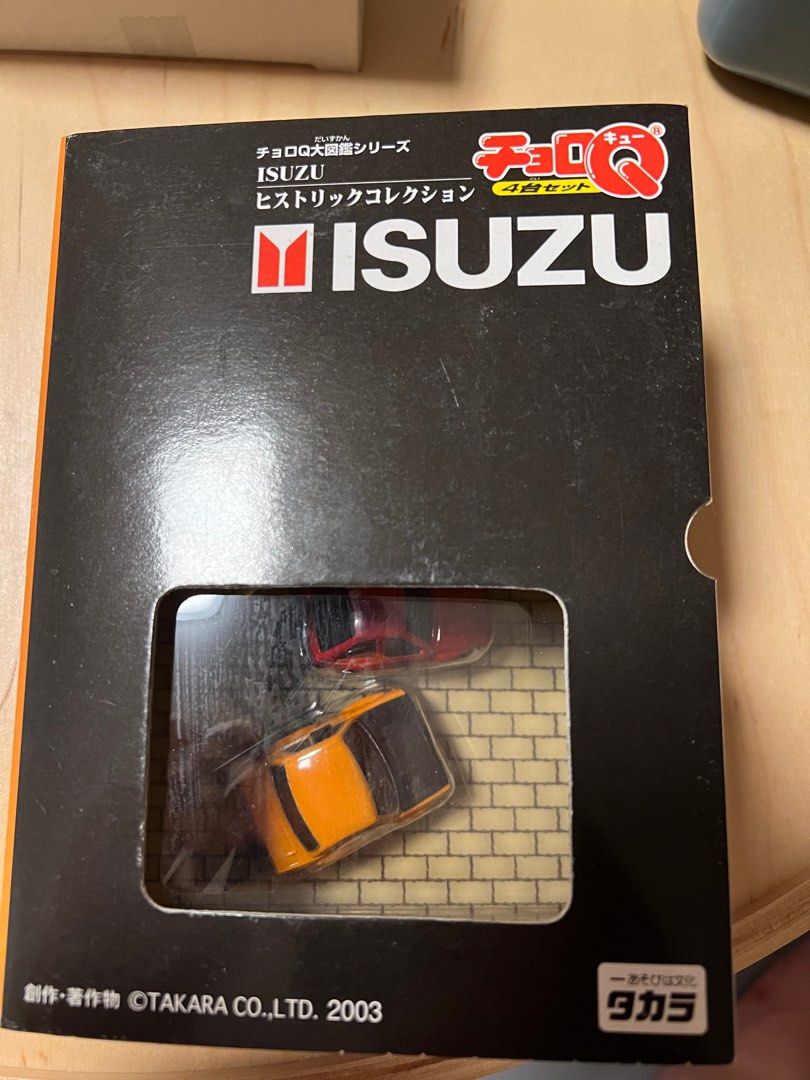 だいずかん
チョロQ大図鑑シリーズ
ISUZU
ヒストリックコレクション
チョロQ
キュー
®
4台セット
ISUZU
創作・著作物 ©TAKARA CO.,LTD. 2003
ーあそびは文化
タカラ